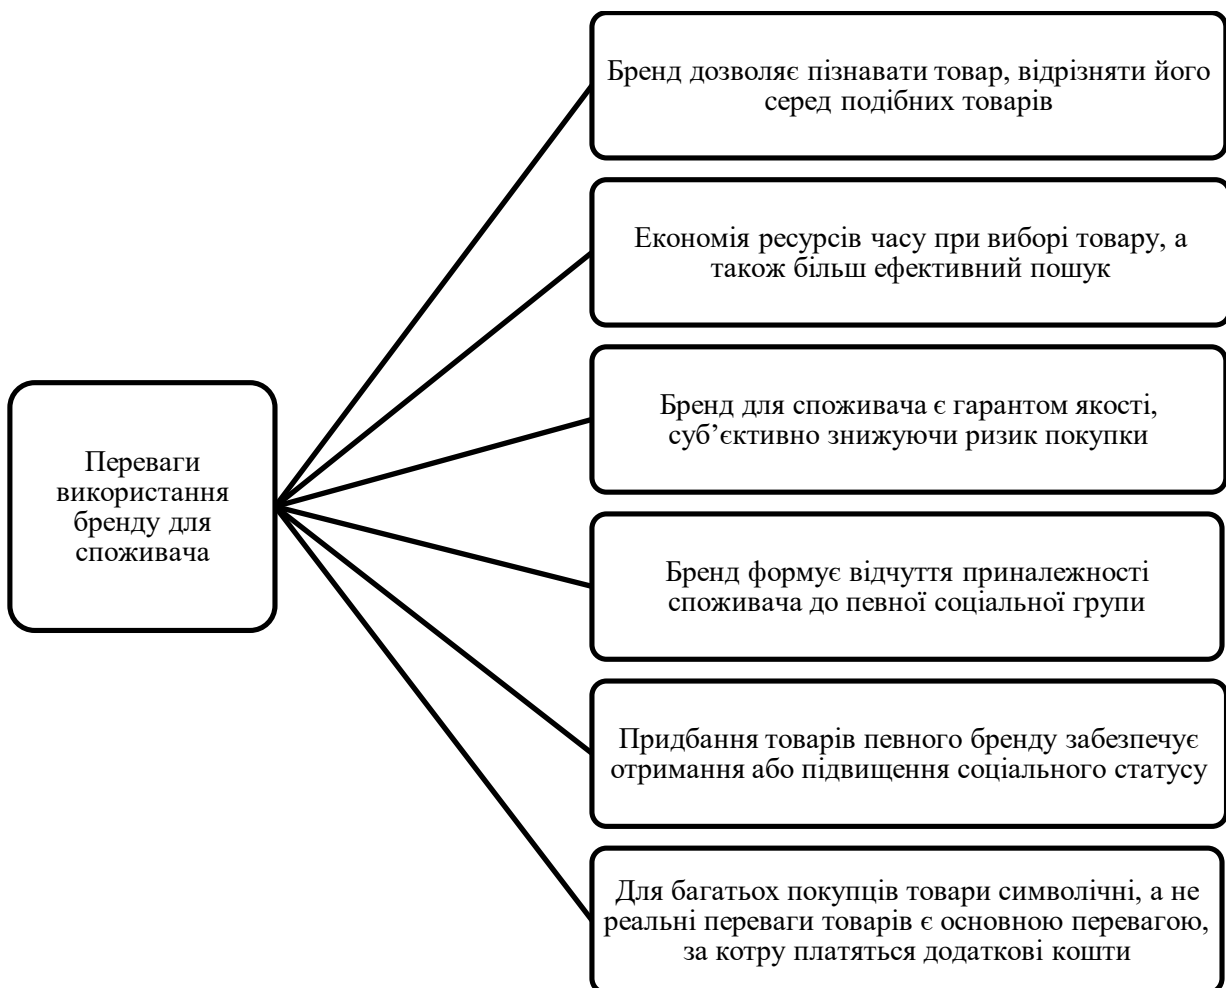 Бренд дозволяє пізнавати товар, відрізняти його
серед подібних товарів
Економія ресурсів часу при виборі товару, а
також більш ефективний пошук
Бренд для споживача є гарантом якості,
суб’єктивно знижуючи ризик покупки
Переваги
використання
бренду для
споживача
Бренд формує відчуття приналежності
споживача до певної соціальної групи
Придбання товарів певного бренду забезпечує
отримання або підвищення соціального статусу
Для багатьох покупців товари символічні, а не
реальні переваги товарів є основною перевагою,
за котру платяться додаткові кошти